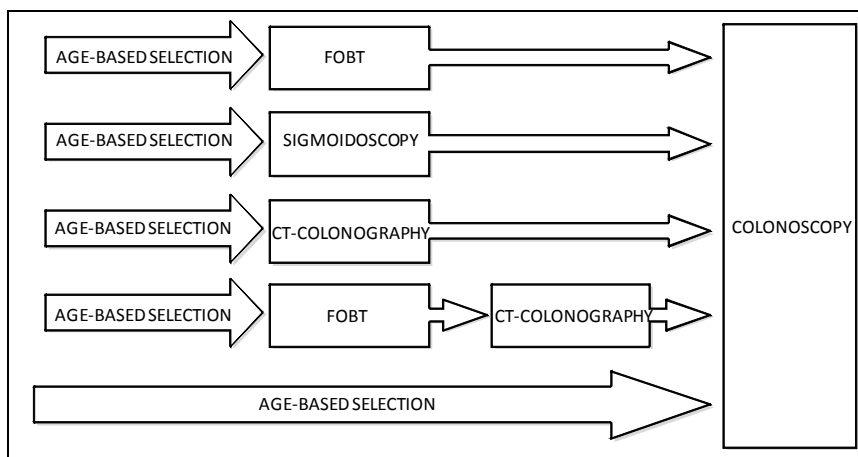 AGE-BASED SELECTION
FOBT
AGE-BASED SELECTION
SIGMOIDOSCOPY
AGE-BASED SELECTION
CT-COLONOGRAPHY
COLONOSCOPY
AGE-BASED SELECTION
FOBT
CT-COLONOGRAPHY
AGE-BASED SELECTION